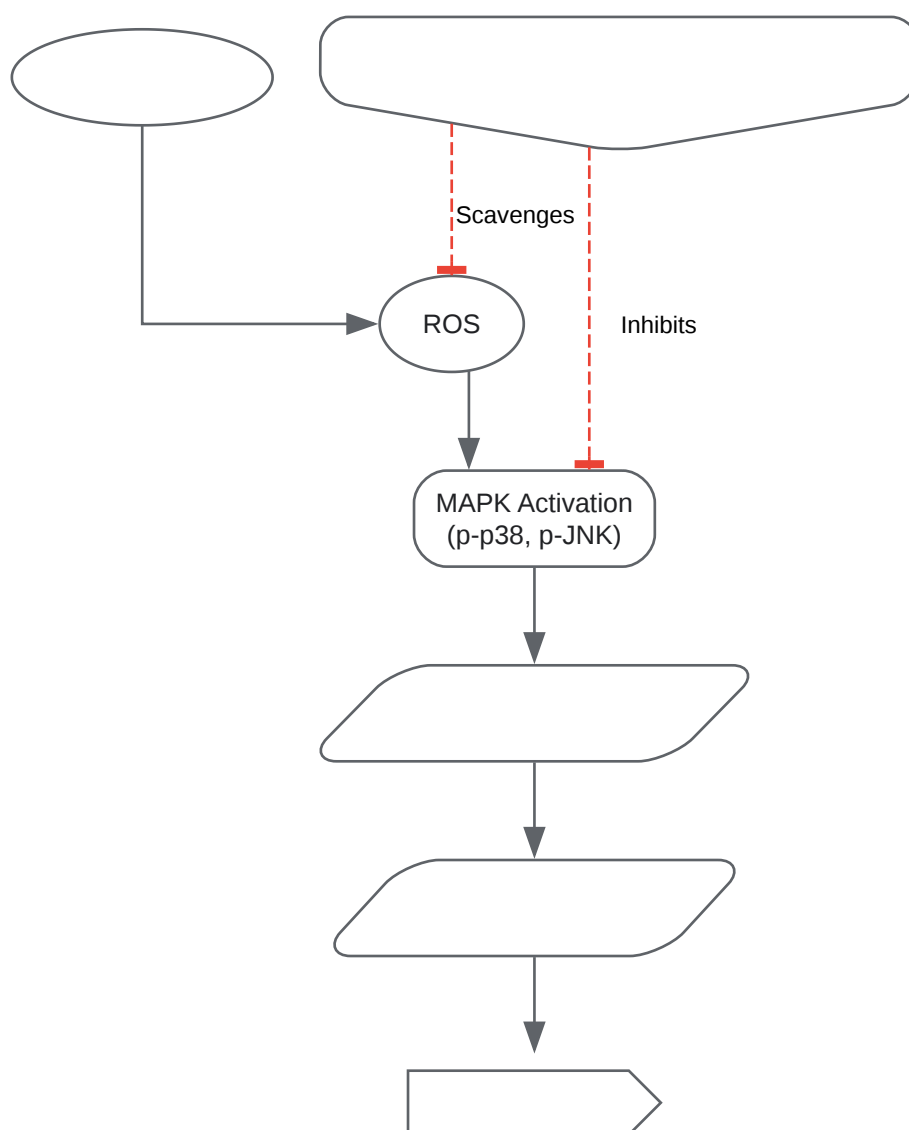 Scavenges
ROS
Inhibits
MAPK Activation
(p-p38, p-JNK)